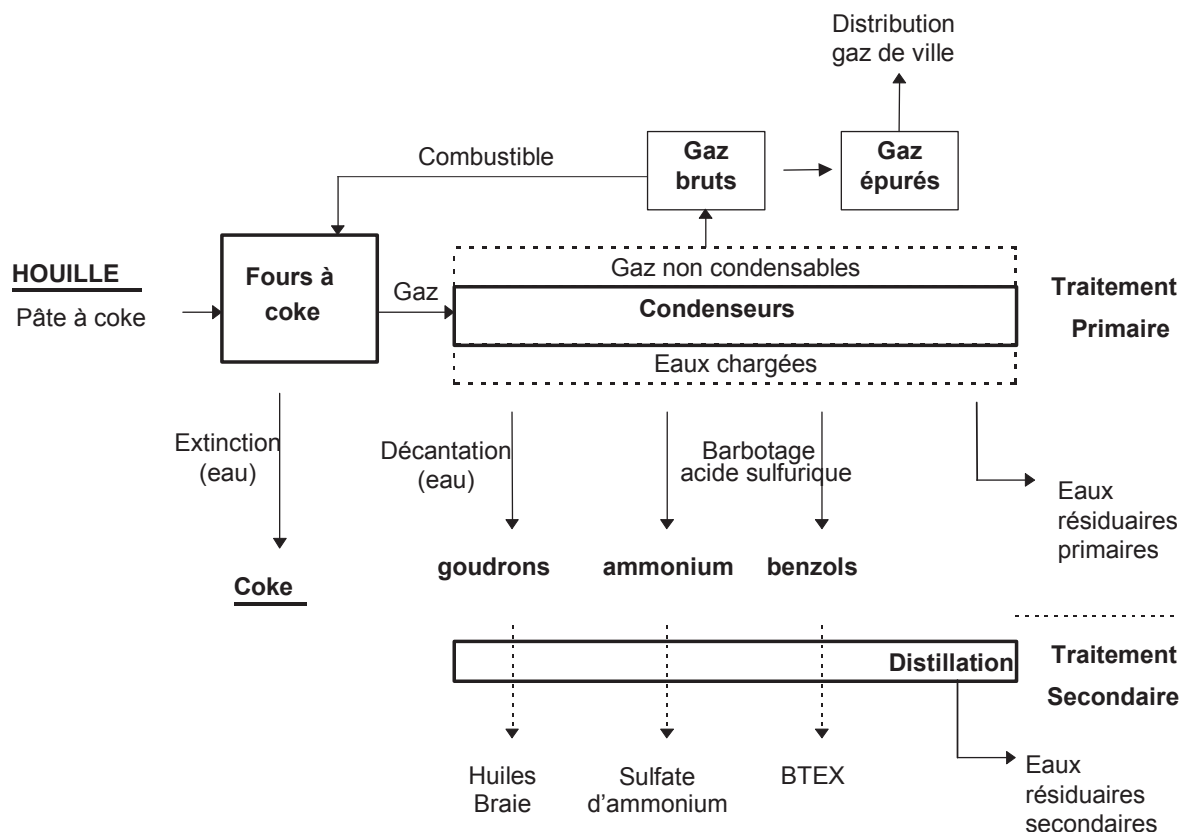 Distribution
gaz de ville
Combustible
Gaz
bruts
Gaz
épurés
HOUILLE
Pâte à coke
Fours à
coke
Gaz
Gaz non condensables
Condenseurs
Eaux chargées
Traitement
Primaire
Extinction
(eau)
Décantation
(eau)
Barbotage
acide sulfurique
Eaux
résiduaires
primaires
Coke
goudrons
ammonium
benzols
Distillation
Traitement
Secondaire
Huiles
Braie
Sulfate
d'ammonium
BTEX
Eaux
résiduaires
secondaires